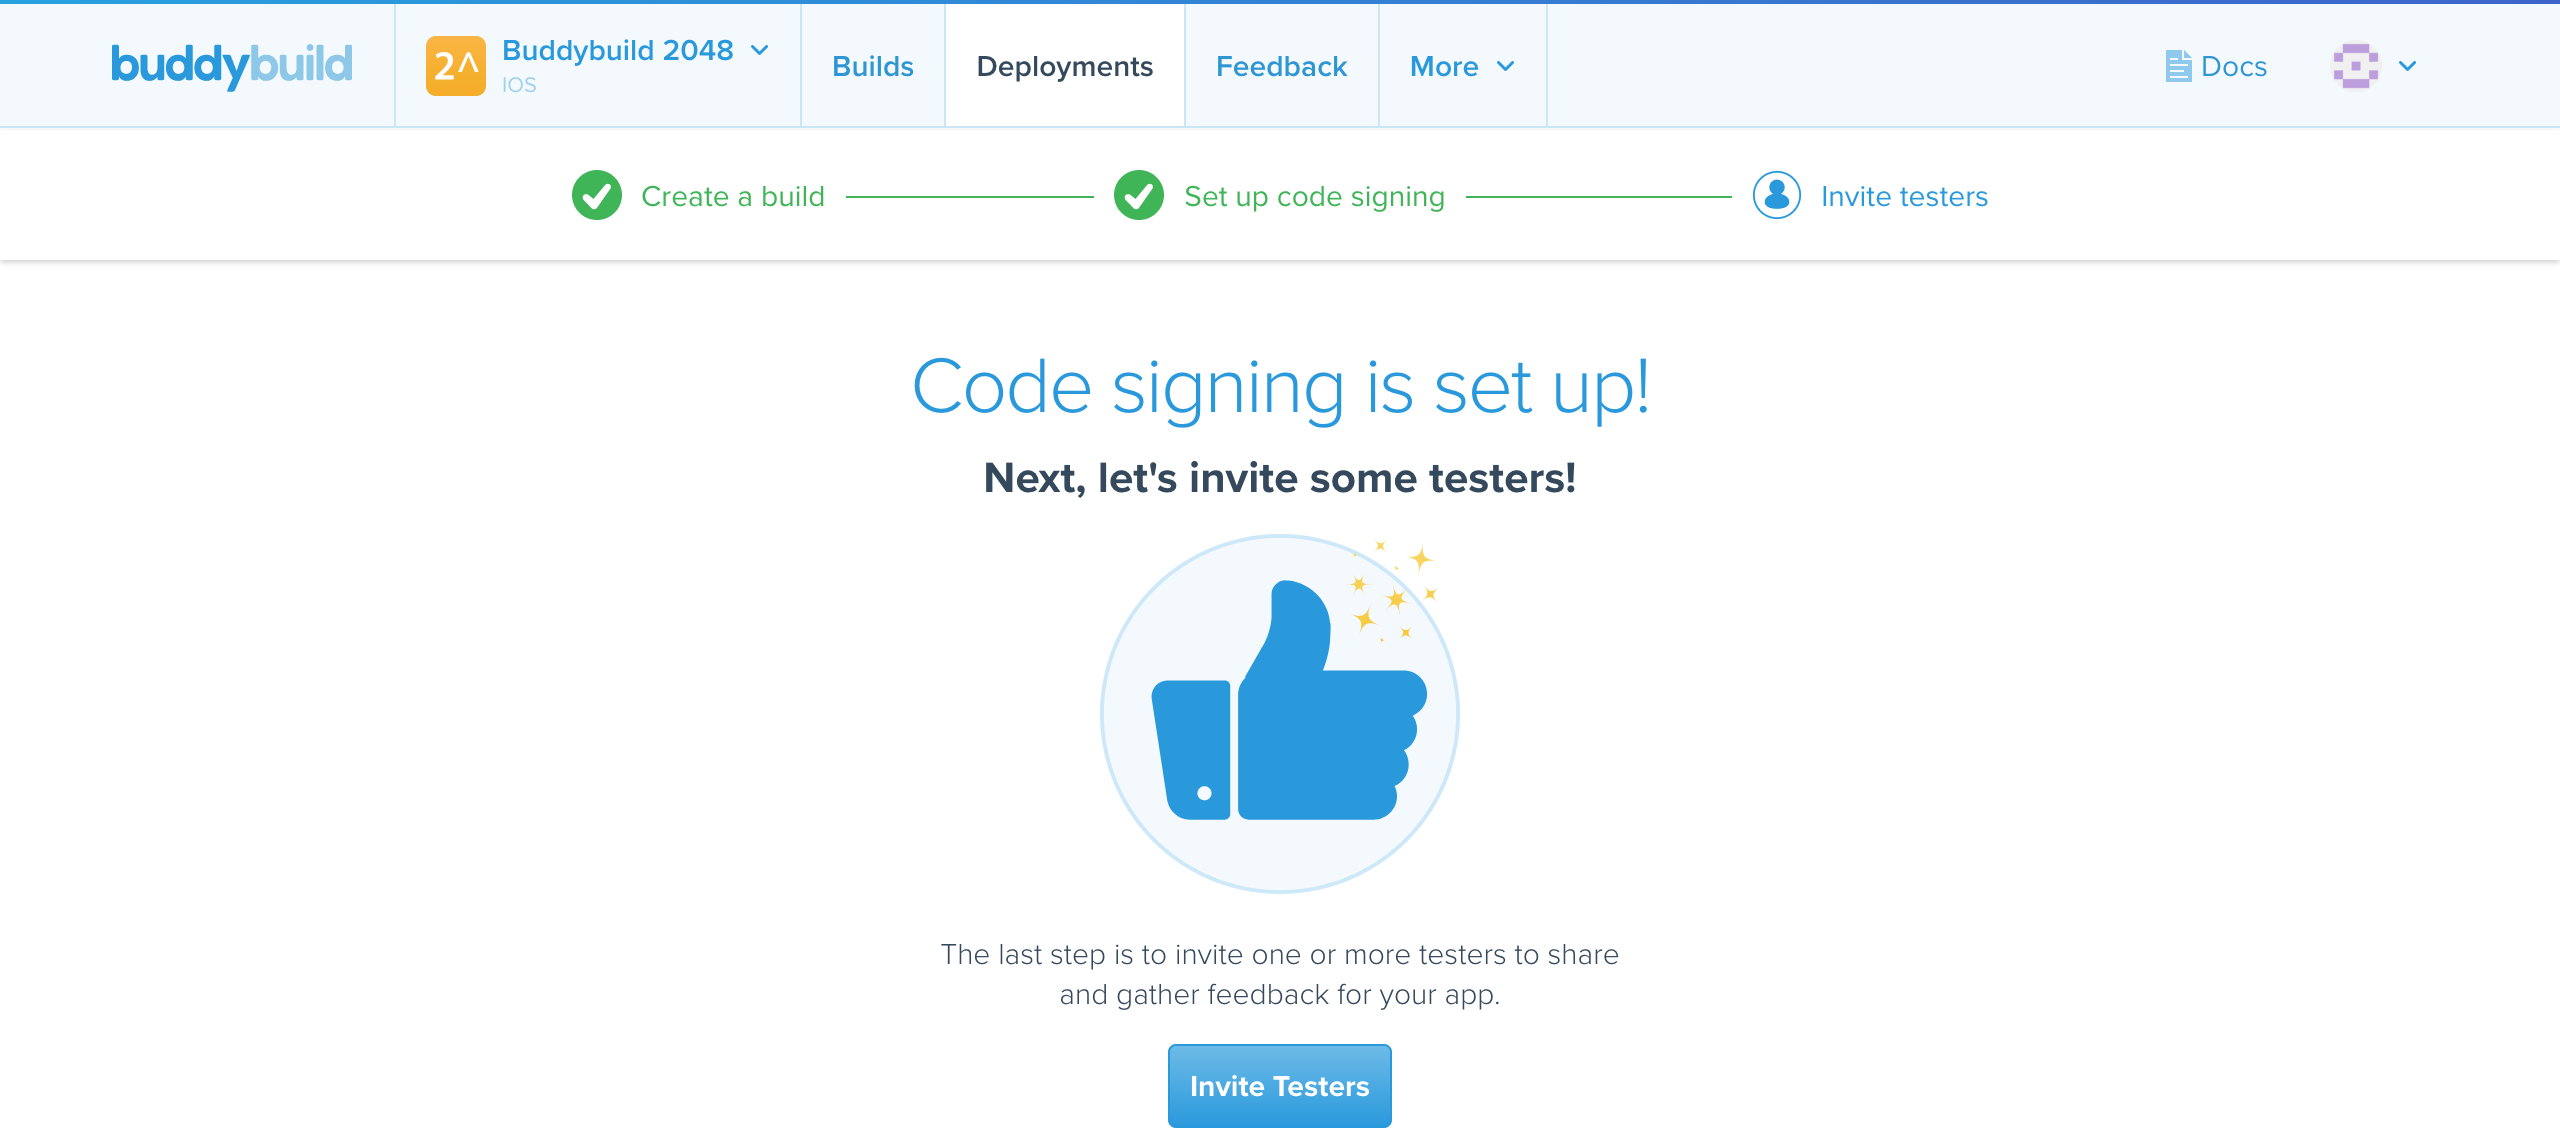 buddybuild
2^
Buddybuild 2048
IOS
Builds
Deployments
Feedback
More
Docs
Create a build
Set up code signing
Invite testers
Code signing is set up!
Next, let's invite some testers!
The last step is to invite one or more testers to share
and gather feedback for your app.
Invite Testers